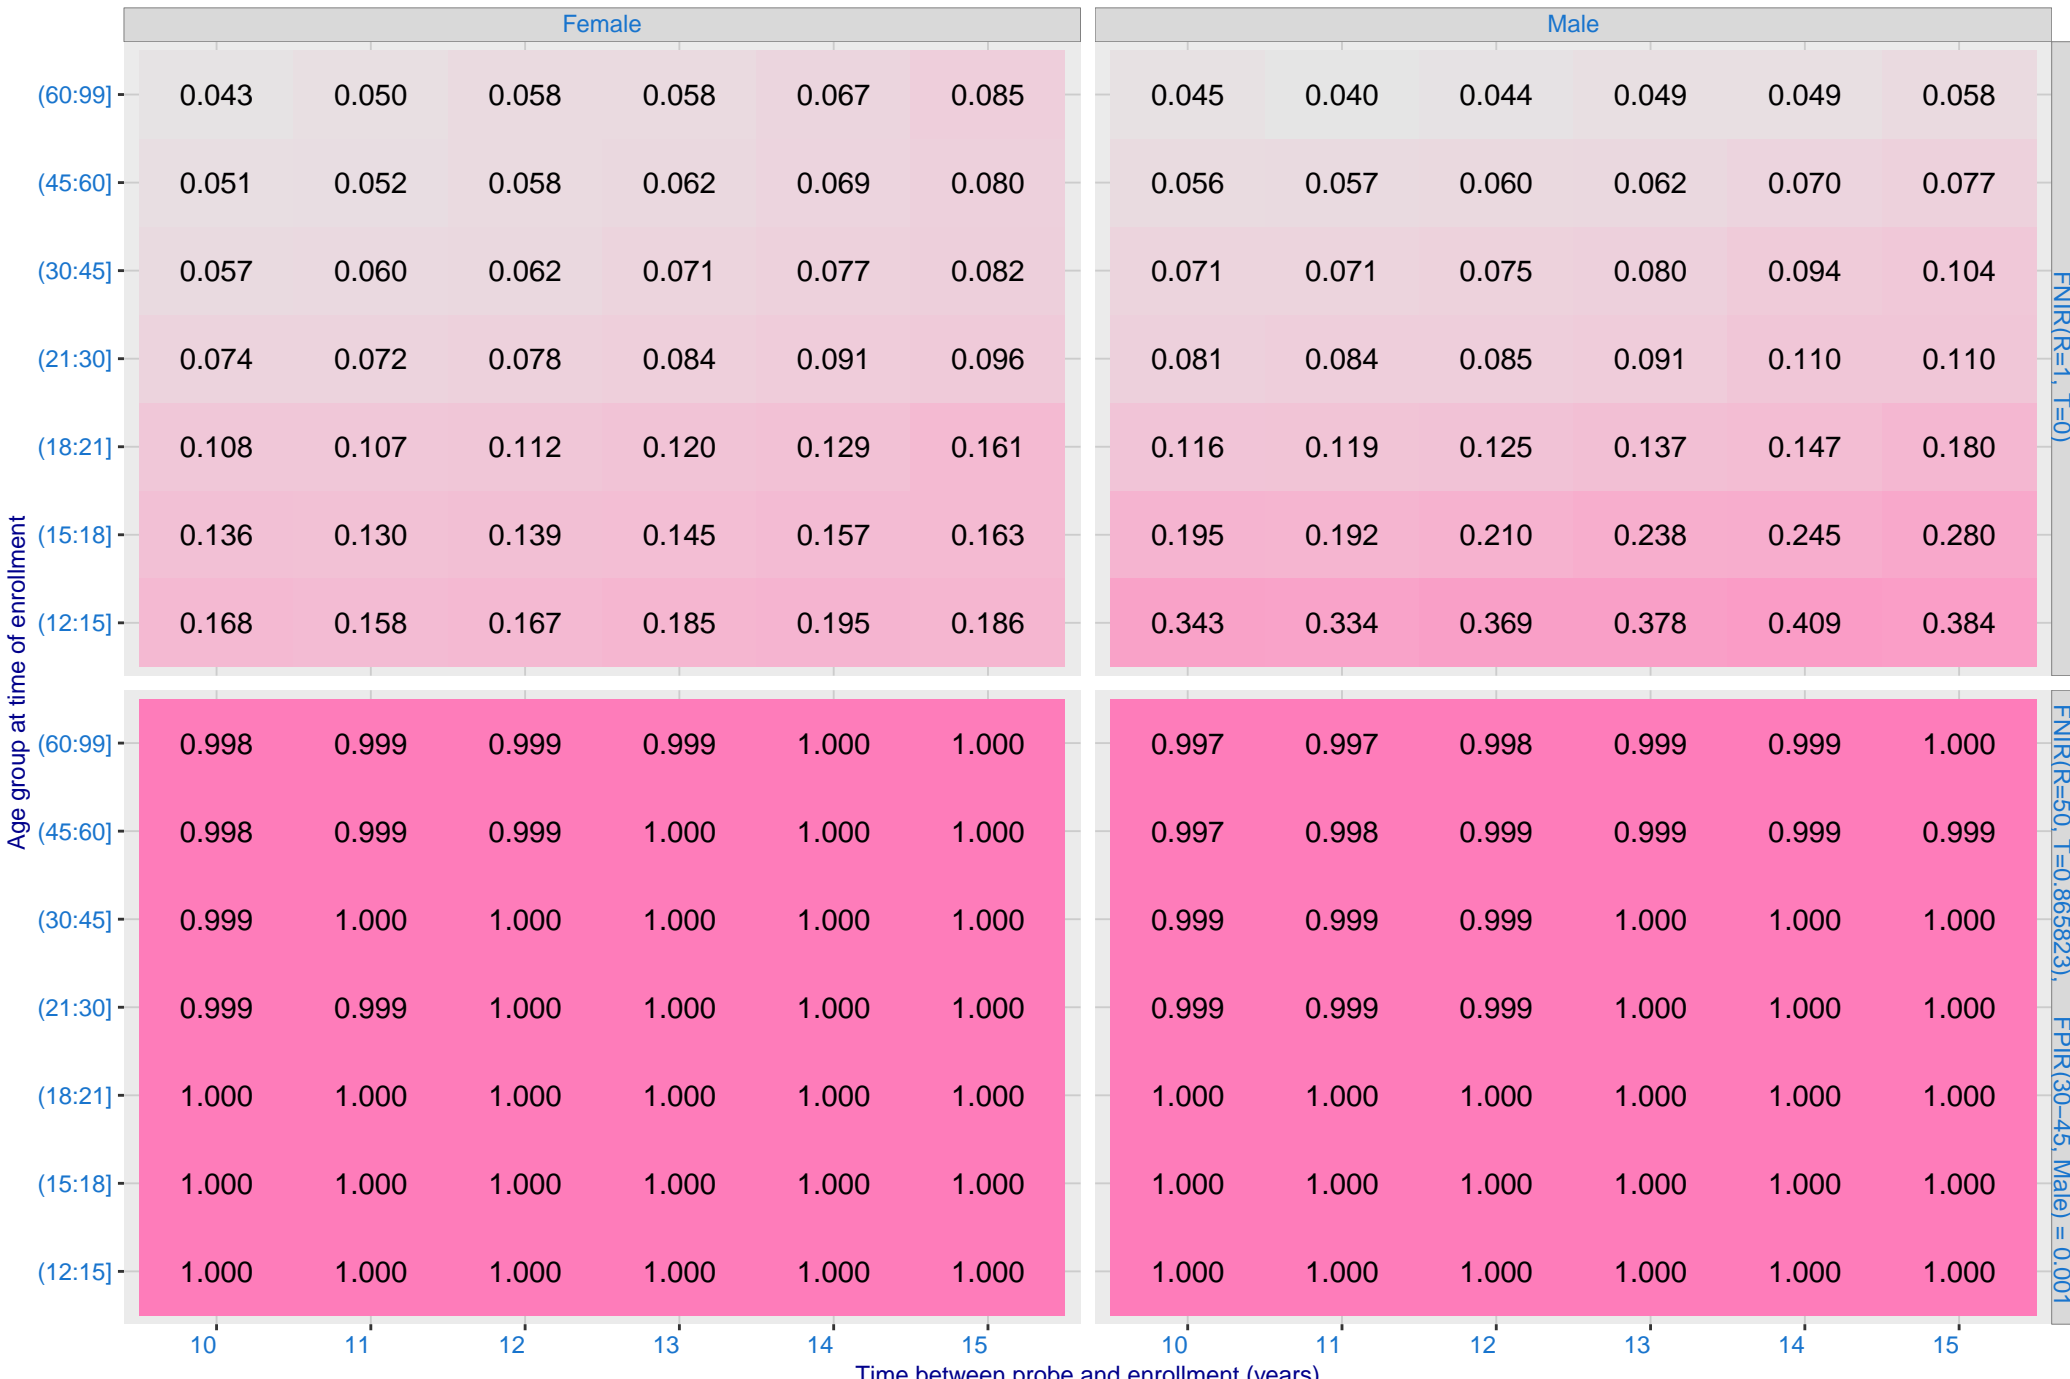 Female Male
(60:99] 0.043 0.050 0.058 0.058 0.067 0.085 0.045 0.040 0.044 0.049 0.049 0.058
(45:60] 0.051 0.052 0.058 0.062 0.069 0.080 0.056 0.057 0.060 0.062 0.070 0.077
(30:45] 0.057 0.060 0.062 0.071 0.077 0.082 0.071 0.071 0.075 0.080 0.094 0.104
(21:30] 0.074 0.072 0.078 0.084 0.091 0.096 0.081 0.084 0.085 0.091 0.110 0.110
(18:21] 0.108 0.107 0.112 0.120 0.129 0.161 0.116 0.119 0.125 0.137 0.147 0.180
(15:18] 0.136 0.130 0.139 0.145 0.157 0.163 0.195 0.192 0.210 0.238 0.245 0.280
(12:15] 0.168 0.158 0.167 0.185 0.195 0.186 0.343 0.334 0.369 0.378 0.409 0.384
FNIR(R=1, T=0)
Age group at time of enrollment
(60:99] 0.998 0.999 0.999 0.999 1.000 1.000 0.997 0.997 0.998 0.999 0.999 1.000
(45:60] 0.998 0.999 0.999 1.000 1.000 1.000 0.997 0.998 0.999 0.999 0.999 0.999
(30:45] 0.999 1.000 1.000 1.000 1.000 1.000 0.999 0.999 0.999 1.000 1.000 1.000
(21:30] 0.999 0.999 1.000 1.000 1.000 1.000 0.999 0.999 0.999 1.000 1.000 1.000
(18:21] 1.000 1.000 1.000 1.000 1.000 1.000 1.000 1.000 1.000 1.000 1.000 1.000
(15:18] 1.000 1.000 1.000 1.000 1.000 1.000 1.000 1.000 1.000 1.000 1.000 1.000
(12:15] 1.000 1.000 1.000 1.000 1.000 1.000 1.000 1.000 1.000 1.000 1.000 1.000
FNIR(R=50, T=0.865823), FPIR(30−45, Male) = 0.001
10 11 12 13 14 15 10 11 12 13 14 15
Time between probe and enrollment (years)